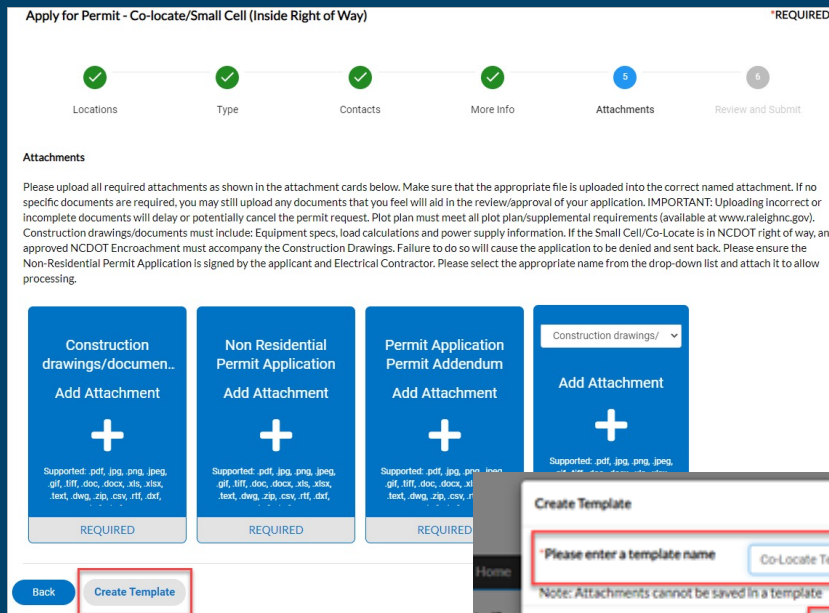 Apply for Permit - Co-locate/Small Cell (Inside Right of Way)
*REQUIRED
Locations
Type
Contacts
More Info
5
Attachments
6
Review and Submit
Attachments
Please upload all required attachments as shown in the attachment cards below. Make sure that the appropriate file is uploaded into the correct named attachment. If no
specific documents are required, you may still upload any documents that you feel will aid in the review/approval of your application. IMPORTANT: Uploading incorrect or
incomplete documents will delay or potentially cancel the permit request. Plot plan must meet all plot plan/supplemental requirements (available at www.raleighnc.gov).
Construction drawings/documents must include: Equipment specs, load calculations and power supply information. If the Small Cell/Co-Locate is in NCDOT right of way, an
approved NCDOT Encroachment must accompany the Construction Drawings. Failure to do so will cause the application to be denied and sent back. Please ensure the
Non-Residential Permit Application is signed by the applicant and Electrical Contractor. Please select the appropriate name from the drop-down list and attach it to allow
processing.
Construction
drawings/documen..
Add Attachment
Supported: .pdf, .jpg, .png, .jpeg,
.gif, .tiff, .doc, .docx, .xls, .xlsx,
.text, .dwg, .zip, .csv, .rtf, .dxf,
REQUIRED
Non Residential
Permit Application
Add Attachment
Supported: .pdf, .jpg, .png, .jpeg,
.gif, .tiff, .doc, .docx, .xls, .xlsx,
.text, .dwg, .zip, .csv, .rtf, .dxf,
REQUIRED
Permit Application
Permit Addendum
Add Attachment
Supported: .pdf, .jpg, .png, .jpeg,
.gif, .tiff, .doc, .docx, .xl
.text, .dwg, .zip, .csv, .r
REQUIRED
Construction drawings/
Add Attachment
Supported: .pdf, .jpg, .png, .jpeg,
Back
Create Template
Home
Create Template
*Please enter a template name
Co-Locate Te
Note: Attachments cannot be saved in a template